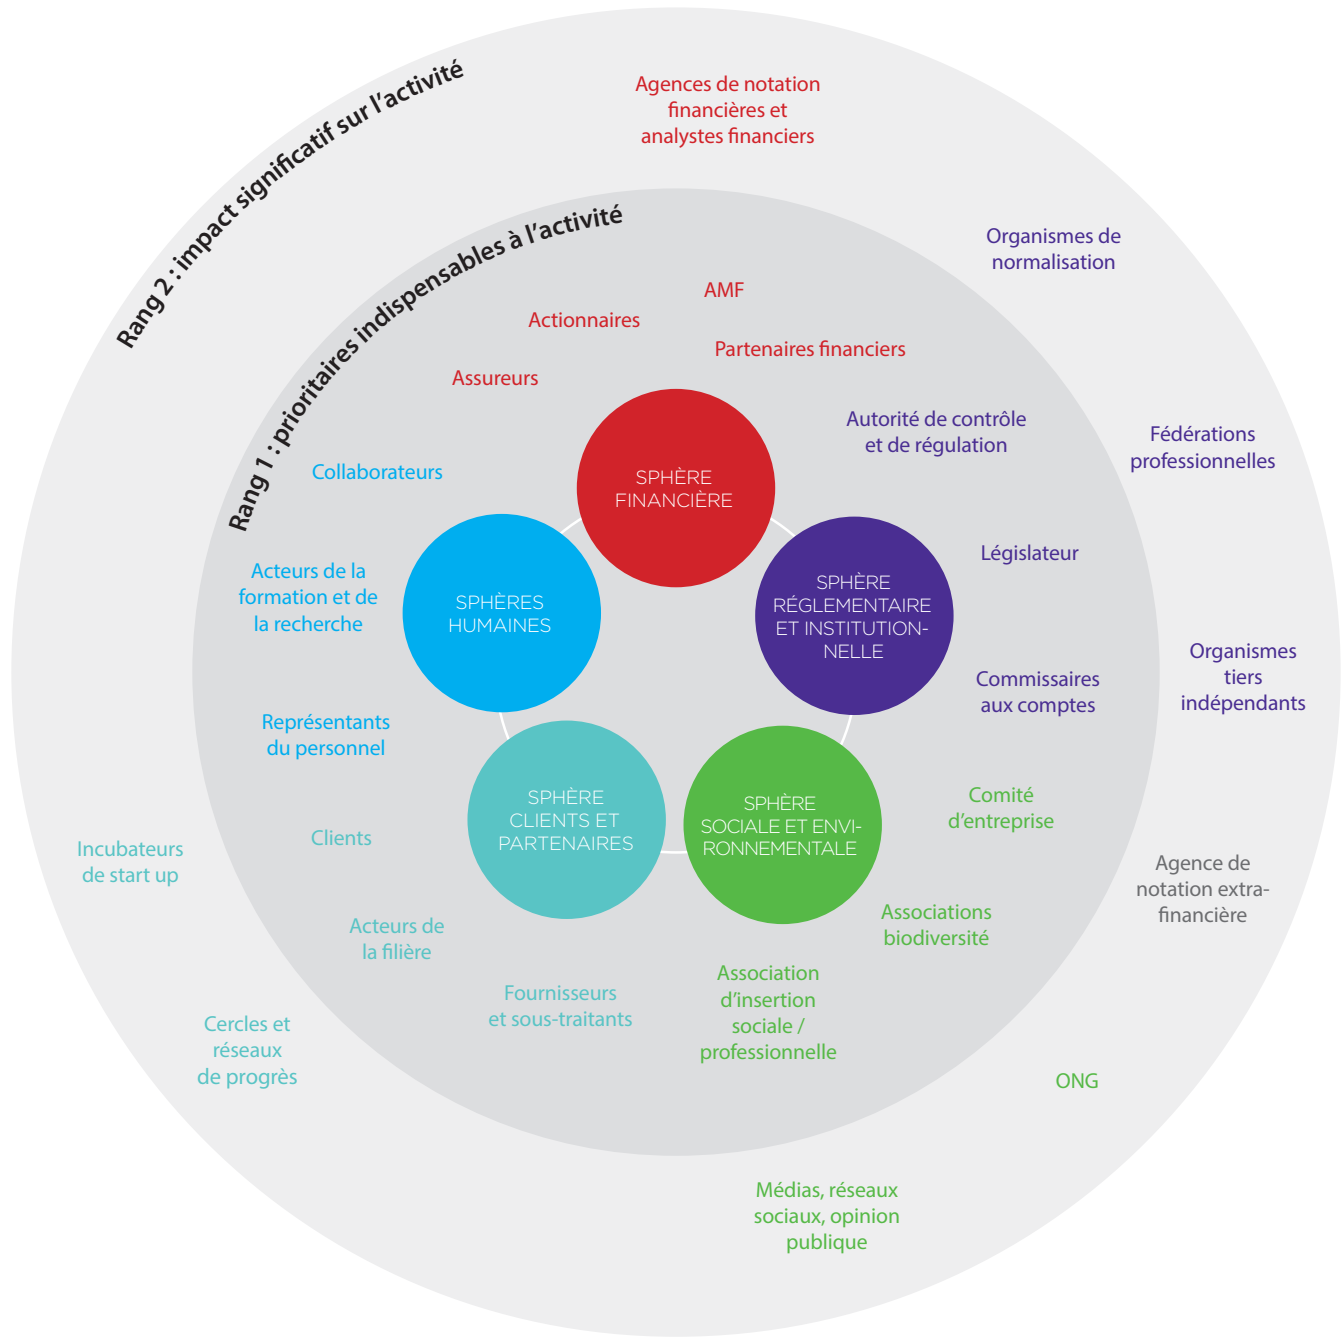 Rang 2 : impact significatif sur l’activité
Agences de notation
financières et
analystes financiers
Organismes de
normalisation
Fédérations
professionnelles
Organismes
tiers
indépendants
Agence de
notation extra-
financière
ONG
Médias, réseaux
sociaux, opinion
publique
Cercles et
réseaux
de progrès
Incubateurs
de start up
Rang 1 : prioritaires indispensables à l’activité
AMF
Actionnaires
Partenaires financiers
Assureurs
Autorité de contrôle
et de régulation
Législateur
Commissaires
aux comptes
Comité
d’entreprise
Associations
biodiversité
Association
d’insertion
sociale /
professionnelle
Fournisseurs
et sous-traitants
Acteurs de
la filière
Clients
Représentants
du personnel
Acteurs de la
formation et de
la recherche
Collaborateurs
SPHÈRE
FINANCIÈRE
SPHÈRE
RÉGLEMENTAIRE
ET INSTITUTION-
NELLE
SPHÈRE
SOCIALE ET ENVI-
RONNEMENTALE
SPHÈRE
CLIENTS ET
PARTENAIRES
SPHÈRES
HUMAINES